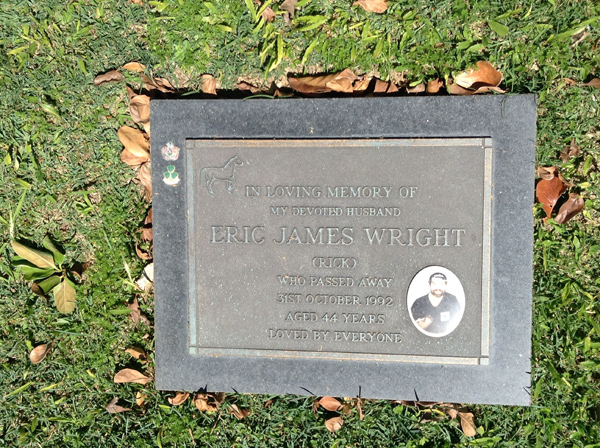 IN LOVING MEMORY OF
MY DEVOTED HUSBAND
ERIC JAMES WRIGHT
(RICK)
WHO PASSED AWAY
31ST OCTOBER 1992
AGED 44 YEARS
LOVED BY EVERYONE